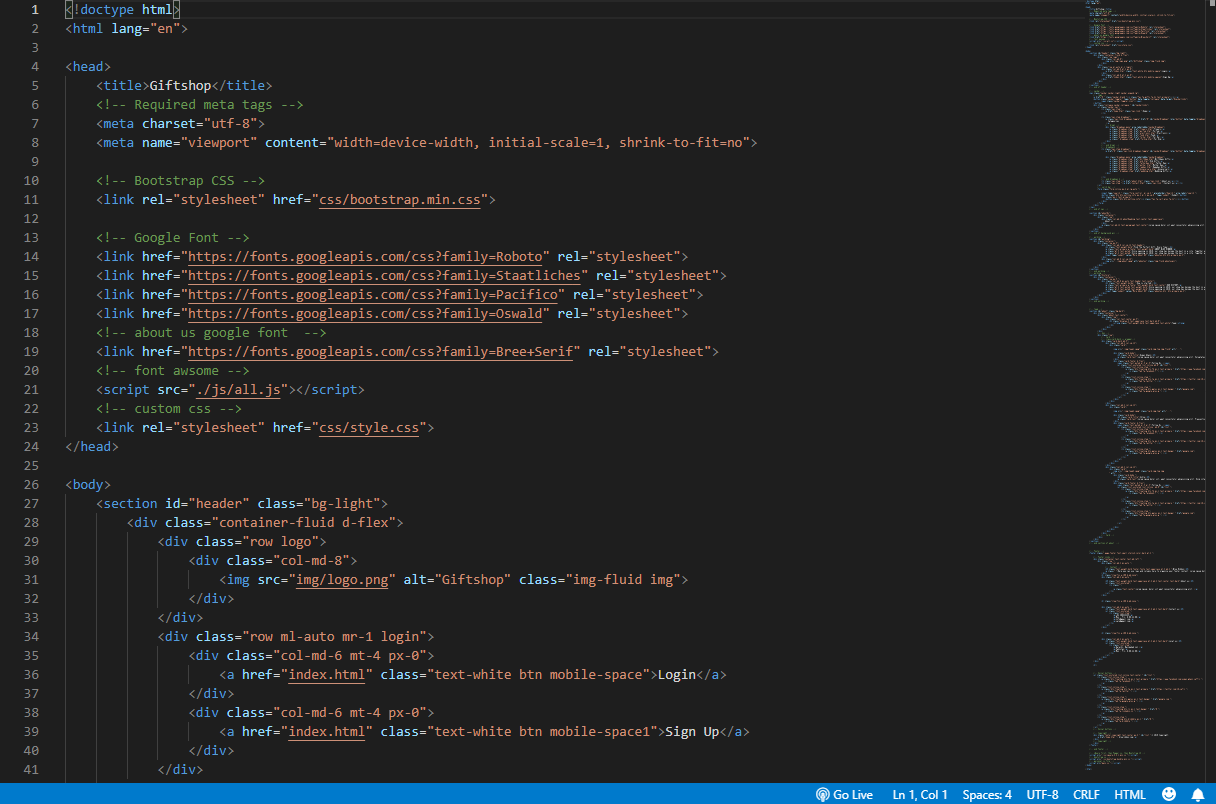 1 <!doctype html>
2 <html lang="en">
3
4 <head>
5 <title>Giftshop</title>
6 <!-- Required meta tags -->
7 <meta charset="utf-8">
8 <meta name="viewport" content="width=device-width, initial-scale=1, shrink-to-fit=no">
9
10 <!-- Bootstrap CSS -->
11 <link rel="stylesheet" href="css/bootstrap.min.css">
12
13 <!-- Google Font -->
14 <link href="https://fonts.googleapis.com/css?family=Roboto" rel="stylesheet">
15 <link href="https://fonts.googleapis.com/css?family=Staatliches" rel="stylesheet">
16 <link href="https://fonts.googleapis.com/css?family=Pacifico" rel="stylesheet">
17 <link href="https://fonts.googleapis.com/css?family=Oswald" rel="stylesheet">
18 <!-- about us google font  -->
19 <link href="https://fonts.googleapis.com/css?family=Bree+Serif" rel="stylesheet">
20 <!-- font awsome -->
21 <script src="./js/all.js"></script>
22 <!-- custom css -->
23 <link rel="stylesheet" href="css/style.css">
24 </head>
25
26 <body>
27 <section id="header" class="bg-light">
28 <div class="container-fluid d-flex">
29 <div class="row logo">
30 <div class="col-md-8">
31 <img src="img/logo.png" alt="Giftshop" class="img-fluid img">
32 </div>
33 </div>
34 <div class="row ml-auto mr-1 login">
35 <div class="col-md-6 mt-4 px-0">
36 <a href="index.html" class="text-white btn mobile-space">Login</a>
37 </div>
38 <div class="col-md-6 mt-4 px-0">
39 <a href="index.html" class="text-white btn mobile-space1">Sign Up</a>
40 </div>
41 </div>
Go Live Ln 1, Col 1 Spaces: 4 UTF-8 CRLF HTML